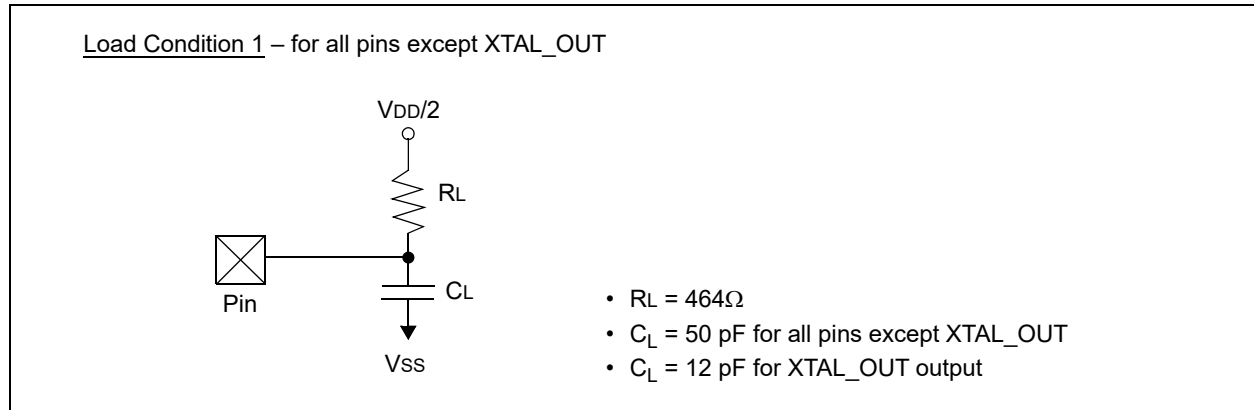 Load Condition 1 – for all pins except XTAL_OUT
VDD/2
RL
Pin
CL
VSS
• RL = 464Ω
• CL = 50 pF for all pins except XTAL_OUT
• CL = 12 pF for XTAL_OUT output